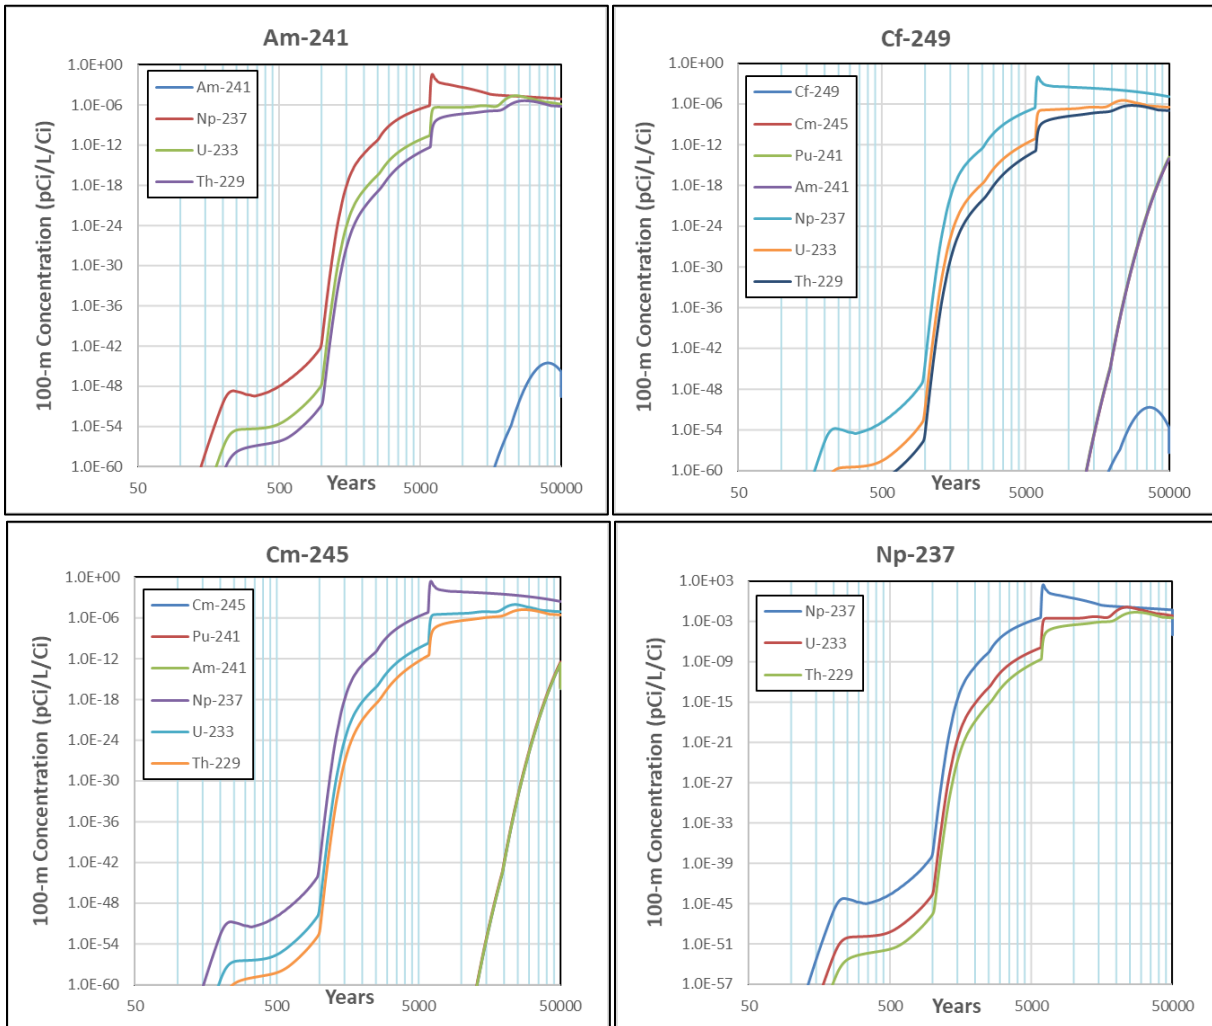 Am-241
100-m Concentration (pCi/L/Ci)
1.0E+00
1.0E-06
1.0E-12
1.0E-18
1.0E-24
1.0E-30
1.0E-36
1.0E-42
1.0E-48
1.0E-54
1.0E-60
Am-241
Np-237
U-233
Th-229
50
500
5000
50000
Years
Cf-249
100-m Concentration (pCi/L/Ci)
1.0E+00
1.0E-06
1.0E-12
1.0E-18
1.0E-24
1.0E-30
1.0E-36
1.0E-42
1.0E-48
1.0E-54
1.0E-60
Cf-249
Cm-245
Pu-241
Am-241
Np-237
U-233
Th-229
50
500
5000
50000
Years
Cm-245
100-m Concentration (pCi/L/Ci)
1.0E+00
1.0E-06
1.0E-12
1.0E-18
1.0E-24
1.0E-30
1.0E-36
1.0E-42
1.0E-48
1.0E-54
1.0E-60
Cm-245
Pu-241
Am-241
Np-237
U-233
Th-229
50
500
5000
50000
Years
Np-237
100-m Concentration (pCi/L/Ci)
1.0E+03
1.0E-03
1.0E-09
1.0E-15
1.0E-21
1.0E-27
1.0E-33
1.0E-39
1.0E-45
1.0E-51
1.0E-57
Np-237
U-233
Th-229
50
500
5000
50000
Years